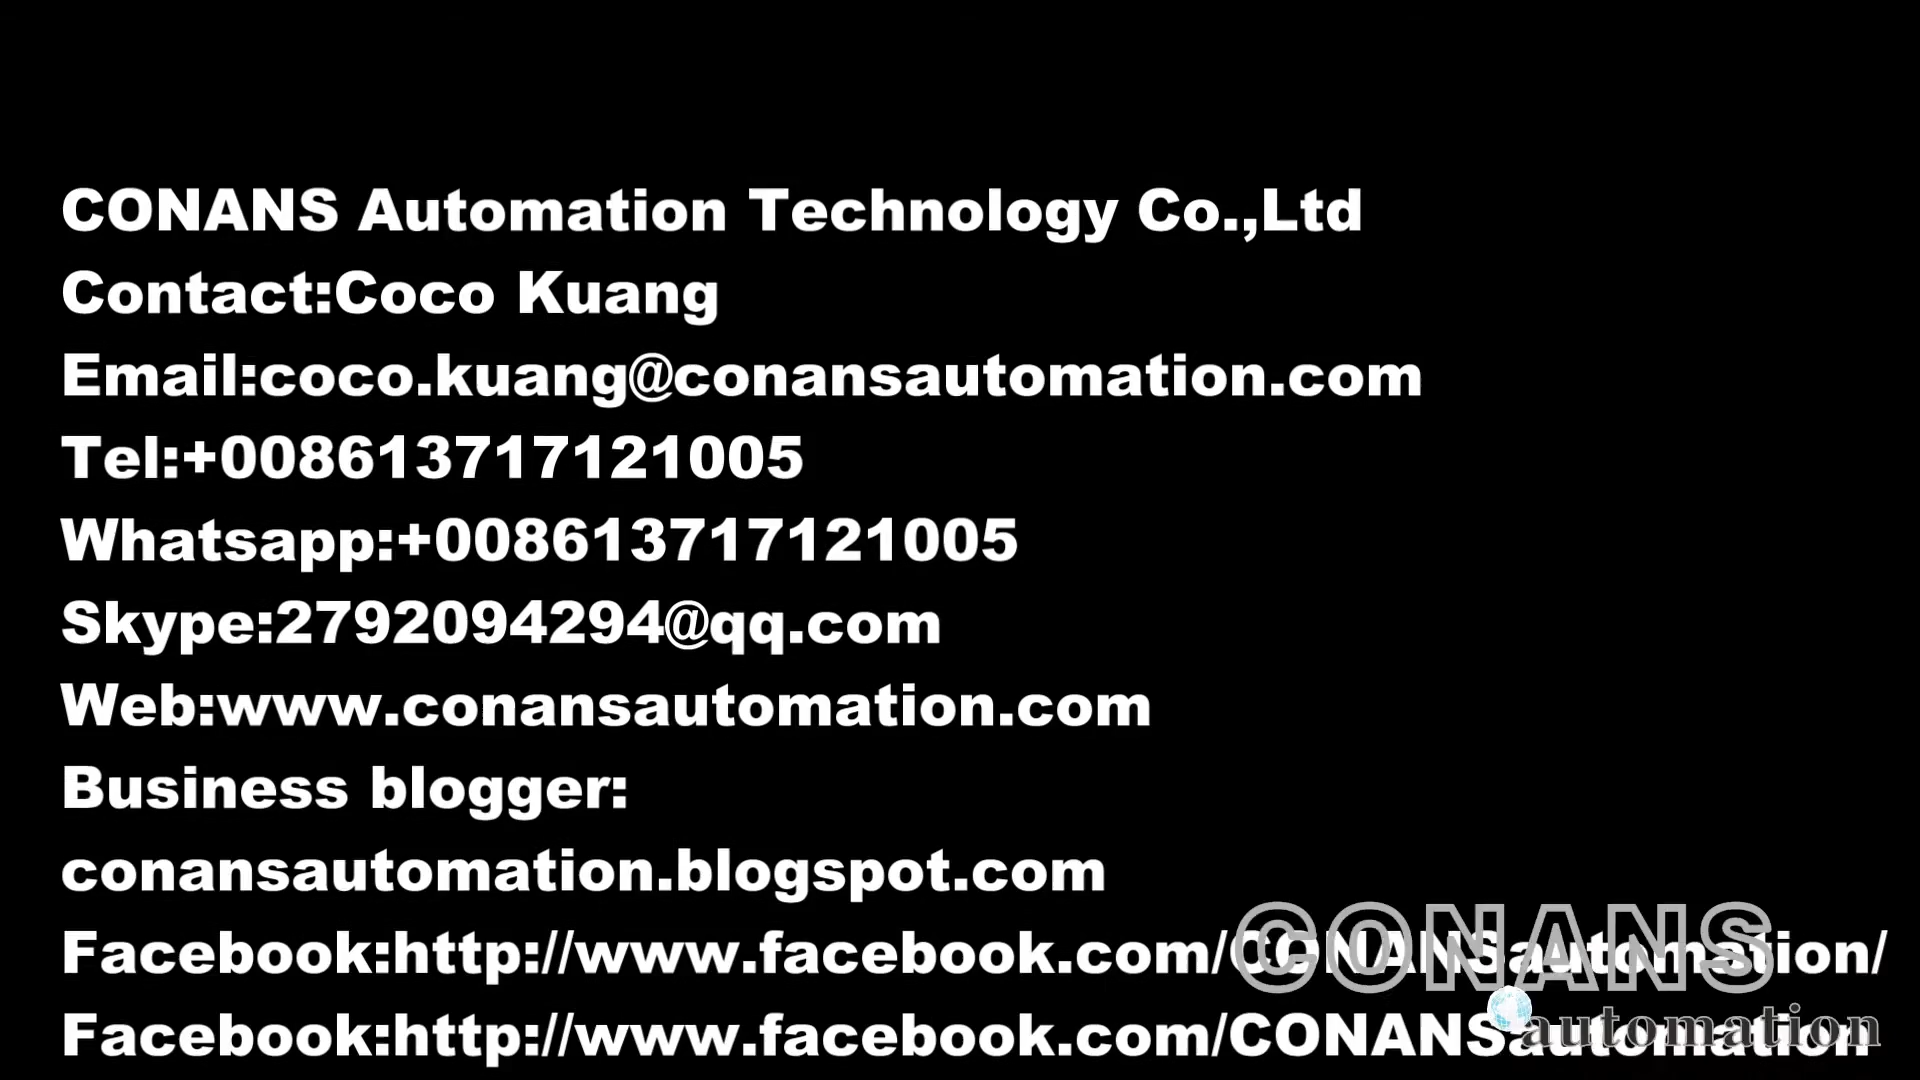 CONANS Automation Technology Co.,Ltd
Contact:Coco Kuang
Email:coco.kuang@conansautomation.com
Tel:+008613717121005
Whatsapp:+008613717121005
Skype:2792094294@qq.com
Web:www.conansautomation.com
Business blogger:
conansautomation.blogspot.com
Facebook:http://www.facebook.com/CONANSautomation/
Facebook:http://www.facebook.com/CONANSautomation
CONANS
automation